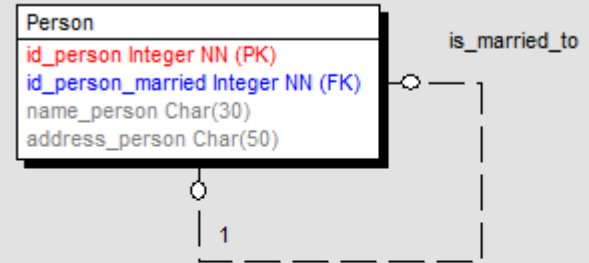 Person
id_person Integer NN (PK)
id_person_married Integer NN (FK)
name_person Char(30)
address_person Char(50)
is_married_to
1